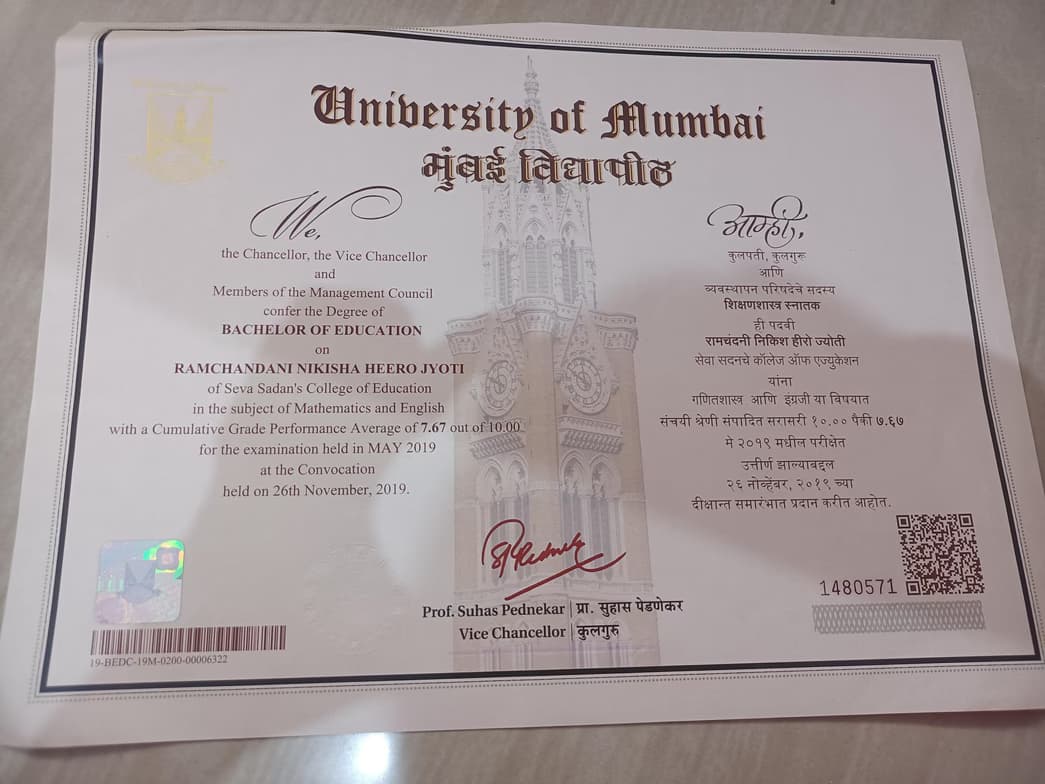 University of Mumbai
मुंबई विद्यापीठ
We,
the Chancellor, the Vice Chancellor
and
Members of the Management Council
confer the Degree of
BACHELOR OF EDUCATION
on
RAMCHANDANI NIKISHA HEERO JYOTI
of Seva Sadan's College of Education
in the subject of Mathematics and English
with a Cumulative Grade Performance Average of 7.67 out of 10.00
for the examination held in MAY 2019
at the Convocation
held on 26th November, 2019.
आम्ही,
कुलपती, कुलगुरू
आणि
व्यवस्थापन परिषदेचे सदस्य
शिक्षणशास्त्र स्नातक
ही पदवी
रामचंदनी निकिश हीरो ज्योती
सेवा सदनचे कॉलेज ऑफ एज्युकेशन
यांना
गणितशास्त्र आणि इंग्रजी या विषयात
संचयी श्रेणी संपादित सरासरी १०.०० पैकी ७.६७
मे २०१९ मधील परीक्षेत
उत्तीर्ण झाल्याबद्दल
२६ नोव्हेंबर, २०१९ च्या
दीक्षान्त समारंभात प्रदान करीत आहोत.
1480571
Prof. Suhas Pednekar | प्रा. सुहास पेडणेकर
Vice Chancellor | कुलगुरु
19-BEDC-19M-0200-00006322